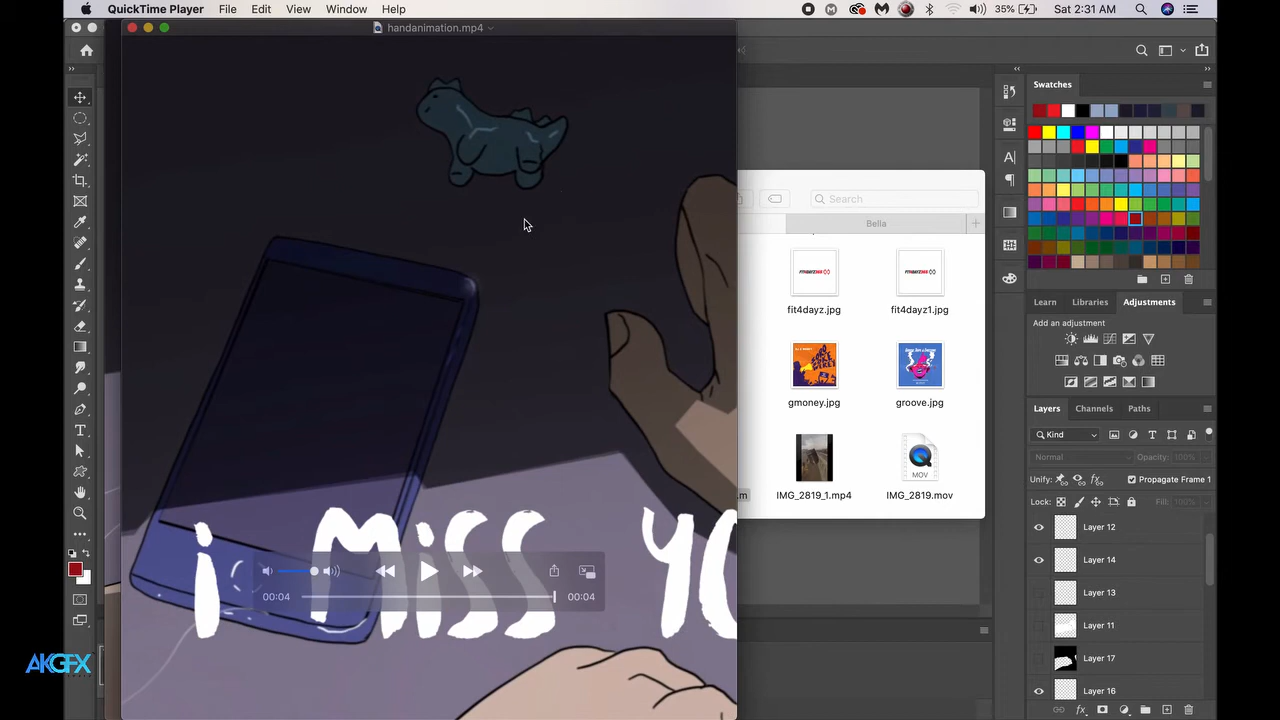 QuickTime Player File Edit View Window Help
35% Sat 2:31 AM
handanimation.mp4
Swatches
Search
Bella
fit4dayz.jpg fit4dayz1.jpg
Learn Libraries Adjustments
Add an adjustment
gmoney.jpg groove.jpg
Layers Channels Paths
Kind
Normal Opacity: 100%
MOV
Unify: Propagate Frame 1
IMG_2819_1.mp4 IMG_2819.mov
Lock: Fill: 100%
Layer 12
Layer 14
i Miss YO
00:04 00:04
Layer 13
Layer 11
Layer 17
AKGFX
Layer 16